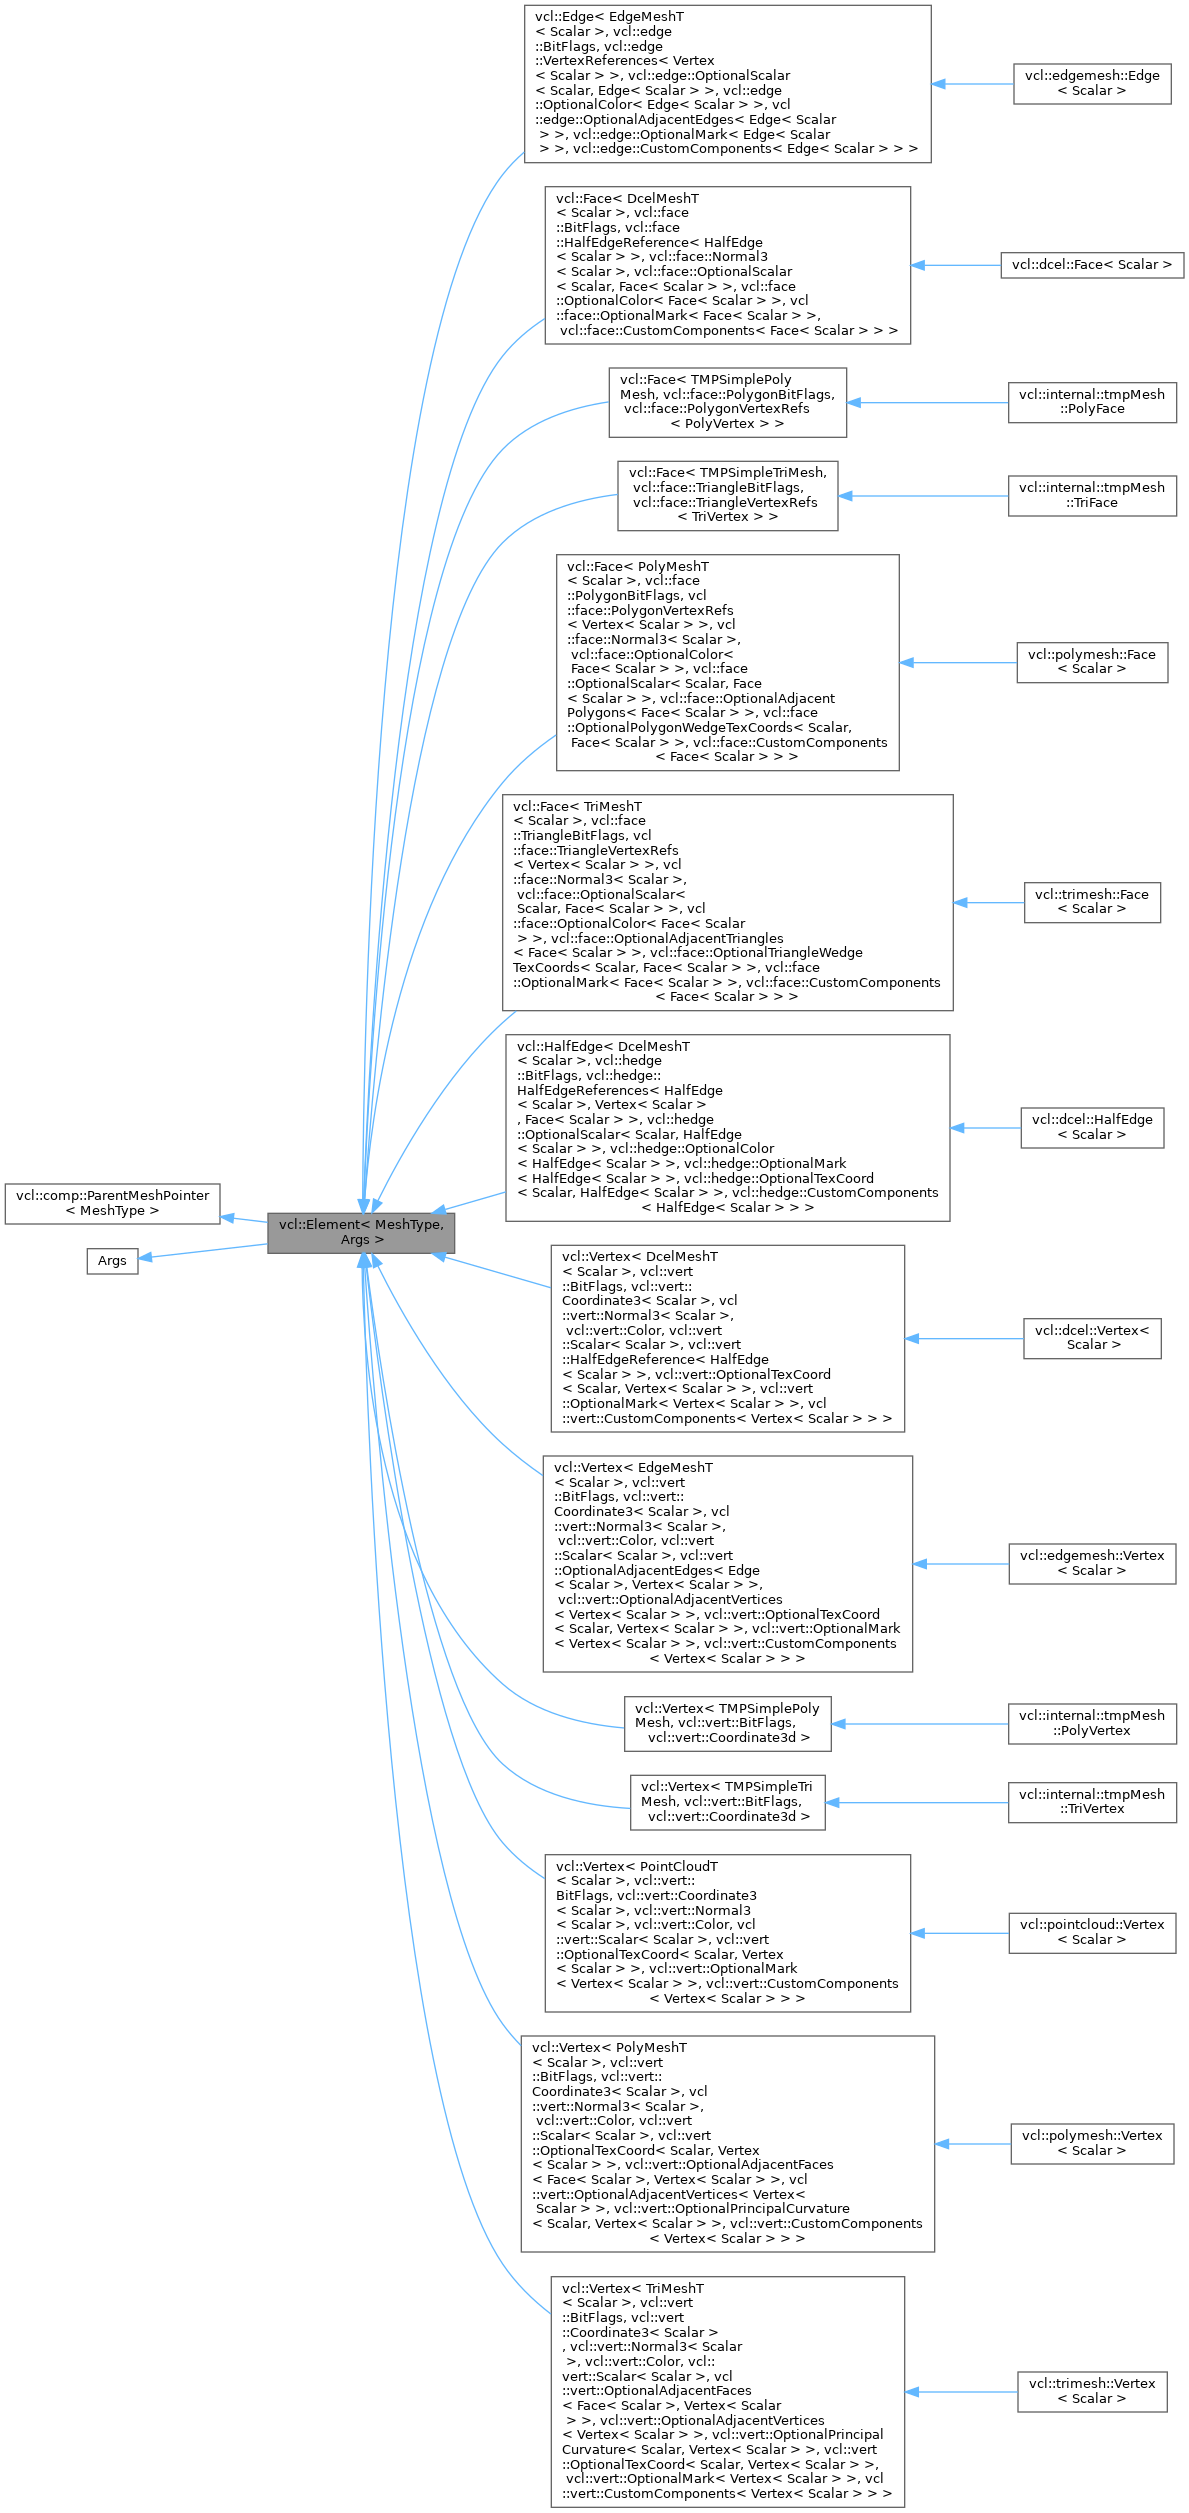 vcl::Edge< EdgeMeshT
< Scalar >, vcl::edge
::BitFlags, vcl::edge
::VertexReferences< Vertex
< Scalar > >, vcl::edge::OptionalScalar
< Scalar, Edge< Scalar > >, vcl::edge
::OptionalColor< Edge< Scalar > >, vcl
::edge::OptionalAdjacentEdges< Edge< Scalar
> >, vcl::edge::OptionalMark< Edge< Scalar
> >, vcl::edge::CustomComponents< Edge< Scalar > > >
vcl::edgemesh::Edge
< Scalar >
vcl::Face< DcelMeshT
< Scalar >, vcl::face
::BitFlags, vcl::face
::HalfEdgeReference< HalfEdge
< Scalar > >, vcl::face::Normal3
< Scalar >, vcl::face::OptionalScalar
< Scalar, Face< Scalar > >, vcl::face
::OptionalColor< Face< Scalar > >, vcl
::face::OptionalMark< Face< Scalar > >,
vcl::face::CustomComponents< Face< Scalar > > >
vcl::dcel::Face< Scalar >
vcl::Face< TMPSimplePoly
Mesh, vcl::face::PolygonBitFlags,
vcl::face::PolygonVertexRefs
< PolyVertex > >
vcl::internal::tmpMesh
::PolyFace
vcl::Face< TMPSimpleTriMesh,
vcl::face::TriangleBitFlags,
vcl::face::TriangleVertexRefs
< TriVertex > >
vcl::internal::tmpMesh
::TriFace
vcl::Face< PolyMeshT
< Scalar >, vcl::face
::PolygonBitFlags, vcl
::face::PolygonVertexRefs
< Vertex< Scalar > >, vcl
::face::Normal3< Scalar >,
vcl::face::OptionalColor<
Face< Scalar > >, vcl::face
::OptionalScalar< Scalar, Face
< Scalar > >, vcl::face::OptionalAdjacent
Polygons< Face< Scalar > >, vcl::face
::OptionalPolygonWedgeTexCoords< Scalar,
Face< Scalar > >, vcl::face::CustomComponents
< Face< Scalar > > >
vcl::polymesh::Face
< Scalar >
vcl::Face< TriMeshT
< Scalar >, vcl::face
::TriangleBitFlags, vcl
::face::TriangleVertexRefs
< Vertex< Scalar > >, vcl
::face::Normal3< Scalar >,
vcl::face::OptionalScalar<
Scalar, Face< Scalar > >, vcl
::face::OptionalColor< Face< Scalar
> >, vcl::face::OptionalAdjacentTriangles
< Face< Scalar > >, vcl::face::OptionalTriangleWedge
TexCoords< Scalar, Face< Scalar > >, vcl::face
::OptionalMark< Face< Scalar > >, vcl::face::CustomComponents
< Face< Scalar > > >
vcl::trimesh::Face
< Scalar >
vcl::HalfEdge< DcelMeshT
< Scalar >, vcl::hedge
::BitFlags, vcl::hedge::
HalfEdgeReferences< HalfEdge
< Scalar >, Vertex< Scalar >
, Face< Scalar > >, vcl::hedge
::OptionalScalar< Scalar, HalfEdge
< Scalar > >, vcl::hedge::OptionalColor
< HalfEdge< Scalar > >, vcl::hedge::OptionalMark
< HalfEdge< Scalar > >, vcl::hedge::OptionalTexCoord
< Scalar, HalfEdge< Scalar > >, vcl::hedge::CustomComponents
< HalfEdge< Scalar > > >
vcl::dcel::HalfEdge
< Scalar >
vcl::comp::ParentMeshPointer
< MeshType >
Args
vcl::Element< MeshType,
Args >
vcl::Vertex< DcelMeshT
< Scalar >, vcl::vert
::BitFlags, vcl::vert::
Coordinate3< Scalar >, vcl
::vert::Normal3< Scalar >,
vcl::vert::Color, vcl::vert
::Scalar< Scalar >, vcl::vert
::HalfEdgeReference< HalfEdge
< Scalar > >, vcl::vert::OptionalTexCoord
< Scalar, Vertex< Scalar > >, vcl::vert
::OptionalMark< Vertex< Scalar > >, vcl
::vert::CustomComponents< Vertex< Scalar > > >
vcl::dcel::Vertex<
Scalar >
vcl::Vertex< EdgeMeshT
< Scalar >, vcl::vert
::BitFlags, vcl::vert::
Coordinate3< Scalar >, vcl
::vert::Normal3< Scalar >,
vcl::vert::Color, vcl::vert
::Scalar< Scalar >, vcl::vert
::OptionalAdjacentEdges< Edge
< Scalar >, Vertex< Scalar > >,
vcl::vert::OptionalAdjacentVertices
< Vertex< Scalar > >, vcl::vert::OptionalTexCoord
< Scalar, Vertex< Scalar > >, vcl::vert::OptionalMark
< Vertex< Scalar > >, vcl::vert::CustomComponents
< Vertex< Scalar > > >
vcl::edgemesh::Vertex
< Scalar >
vcl::Vertex< TMPSimplePoly
Mesh, vcl::vert::BitFlags,
vcl::vert::Coordinate3d >
vcl::internal::tmpMesh
::PolyVertex
vcl::Vertex< TMPSimpleTri
Mesh, vcl::vert::BitFlags,
vcl::vert::Coordinate3d >
vcl::internal::tmpMesh
::TriVertex
vcl::Vertex< PointCloudT
< Scalar >, vcl::vert::
BitFlags, vcl::vert::Coordinate3
< Scalar >, vcl::vert::Normal3
< Scalar >, vcl::vert::Color, vcl
::vert::Scalar< Scalar >, vcl::vert
::OptionalTexCoord< Scalar, Vertex
< Scalar > >, vcl::vert::OptionalMark
< Vertex< Scalar > >, vcl::vert::CustomComponents
< Vertex< Scalar > > >
vcl::pointcloud::Vertex
< Scalar >
vcl::Vertex< PolyMeshT
< Scalar >, vcl::vert
::BitFlags, vcl::vert::
Coordinate3< Scalar >, vcl
::vert::Normal3< Scalar >,
vcl::vert::Color, vcl::vert
::Scalar< Scalar >, vcl::vert
::OptionalTexCoord< Scalar, Vertex
< Scalar > >, vcl::vert::OptionalAdjacentFaces
< Face< Scalar >, Vertex< Scalar > >, vcl
::vert::OptionalAdjacentVertices< Vertex<
Scalar > >, vcl::vert::OptionalPrincipalCurvature
< Scalar, Vertex< Scalar > >, vcl::vert::CustomComponents
< Vertex< Scalar > > >
vcl::polymesh::Vertex
< Scalar >
vcl::Vertex< TriMeshT
< Scalar >, vcl::vert
::BitFlags, vcl::vert
::Coordinate3< Scalar >
, vcl::vert::Normal3< Scalar
>, vcl::vert::Color, vcl::
vert::Scalar< Scalar >, vcl
::vert::OptionalAdjacentFaces
< Face< Scalar >, Vertex< Scalar
> >, vcl::vert::OptionalAdjacentVertices
< Vertex< Scalar > >, vcl::vert::OptionalPrincipal
Curvature< Scalar, Vertex< Scalar > >, vcl::vert
::OptionalTexCoord< Scalar, Vertex< Scalar > >,
vcl::vert::OptionalMark< Vertex< Scalar > >, vcl
::vert::CustomComponents< Vertex< Scalar > > >
vcl::trimesh::Vertex
< Scalar >